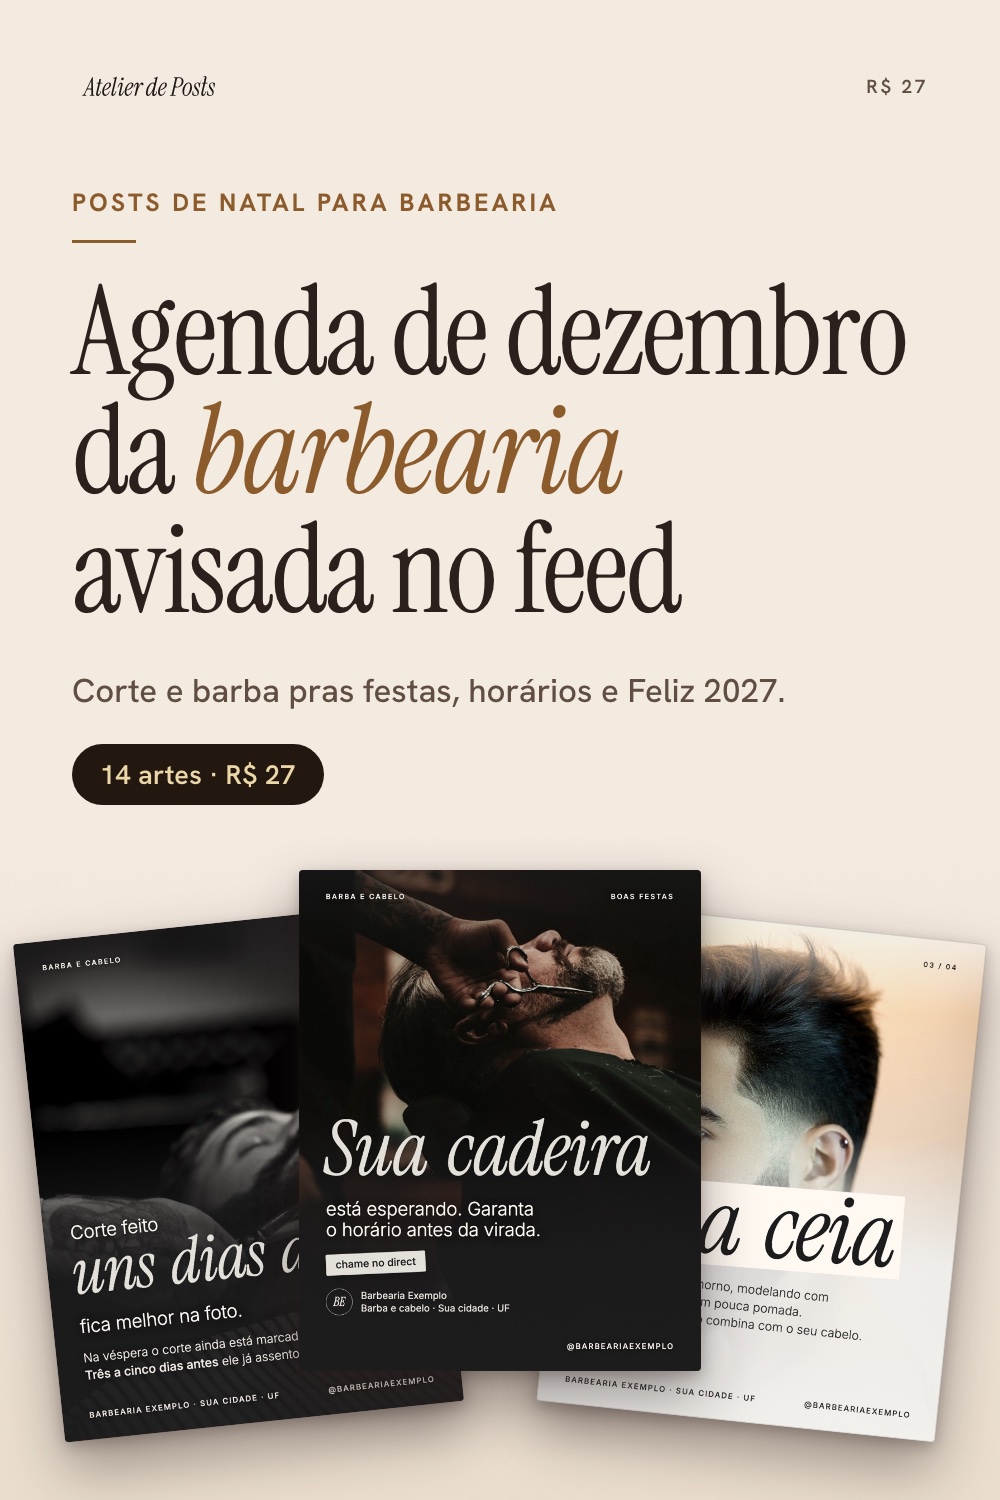 Atelier de Posts
R$ 27
POSTS DE NATAL PARA BARBEARIA
Agenda de dezembro
da barbearia
avisada no feed
Corte e barba pras festas, horários e Feliz 2027.
14 artes · R$ 27
BARBA E CABELO
Corte feito
uns dias
fica melhor na foto.
Na véspera o corte ainda está
Três a cinco dias antes ele já
BARBEARIA EXEMPLO · SUA CIDADE · UF
@BARBEARIAEXEMPLO
BARBA E CABELO
BOAS FESTAS
Sua cadeira
está esperando. Garanta
o horário antes da virada.
chame no direct
BE
Barbearia Exemplo
Barba e cabelo · Sua cidade · UF
@BARBEARIAEXEMPLO
03 / 04
a ceia
modelando com
pouca pomada.
combina com o seu cabelo.
BARBEARIA EXEMPLO · SUA CIDADE · UF
@BARBEARIAEXEMPLO